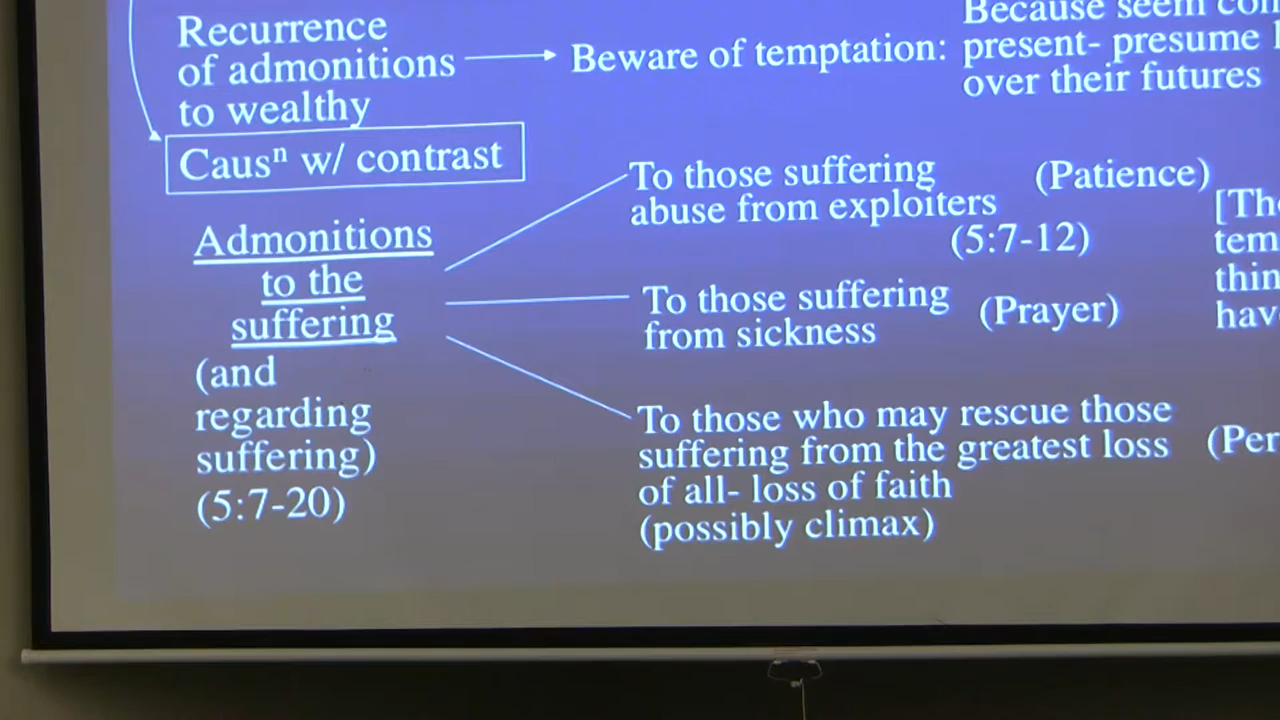 Recurrence
of admonitions
to wealthy
Beware of temptation:
Because seem
present- presume
over their futures
Causⁿ w/ contrast
Admonitions
to the
suffering
(and
regarding
suffering)
(5:7-20)
To those suffering (Patience)
abuse from exploiters
(5:7-12)
To those suffering (Prayer)
from sickness
To those who may rescue those
suffering from the greatest loss
of all- loss of faith
(possibly climax)